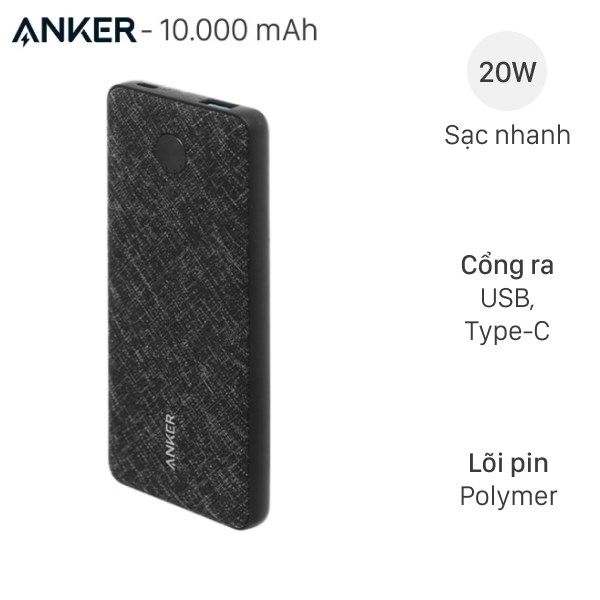 ANKER - 10.000 mAh
20W
Sạc nhanh
Cổng ra
USB,
Type-C
ANKER
Lõi pin
Polymer